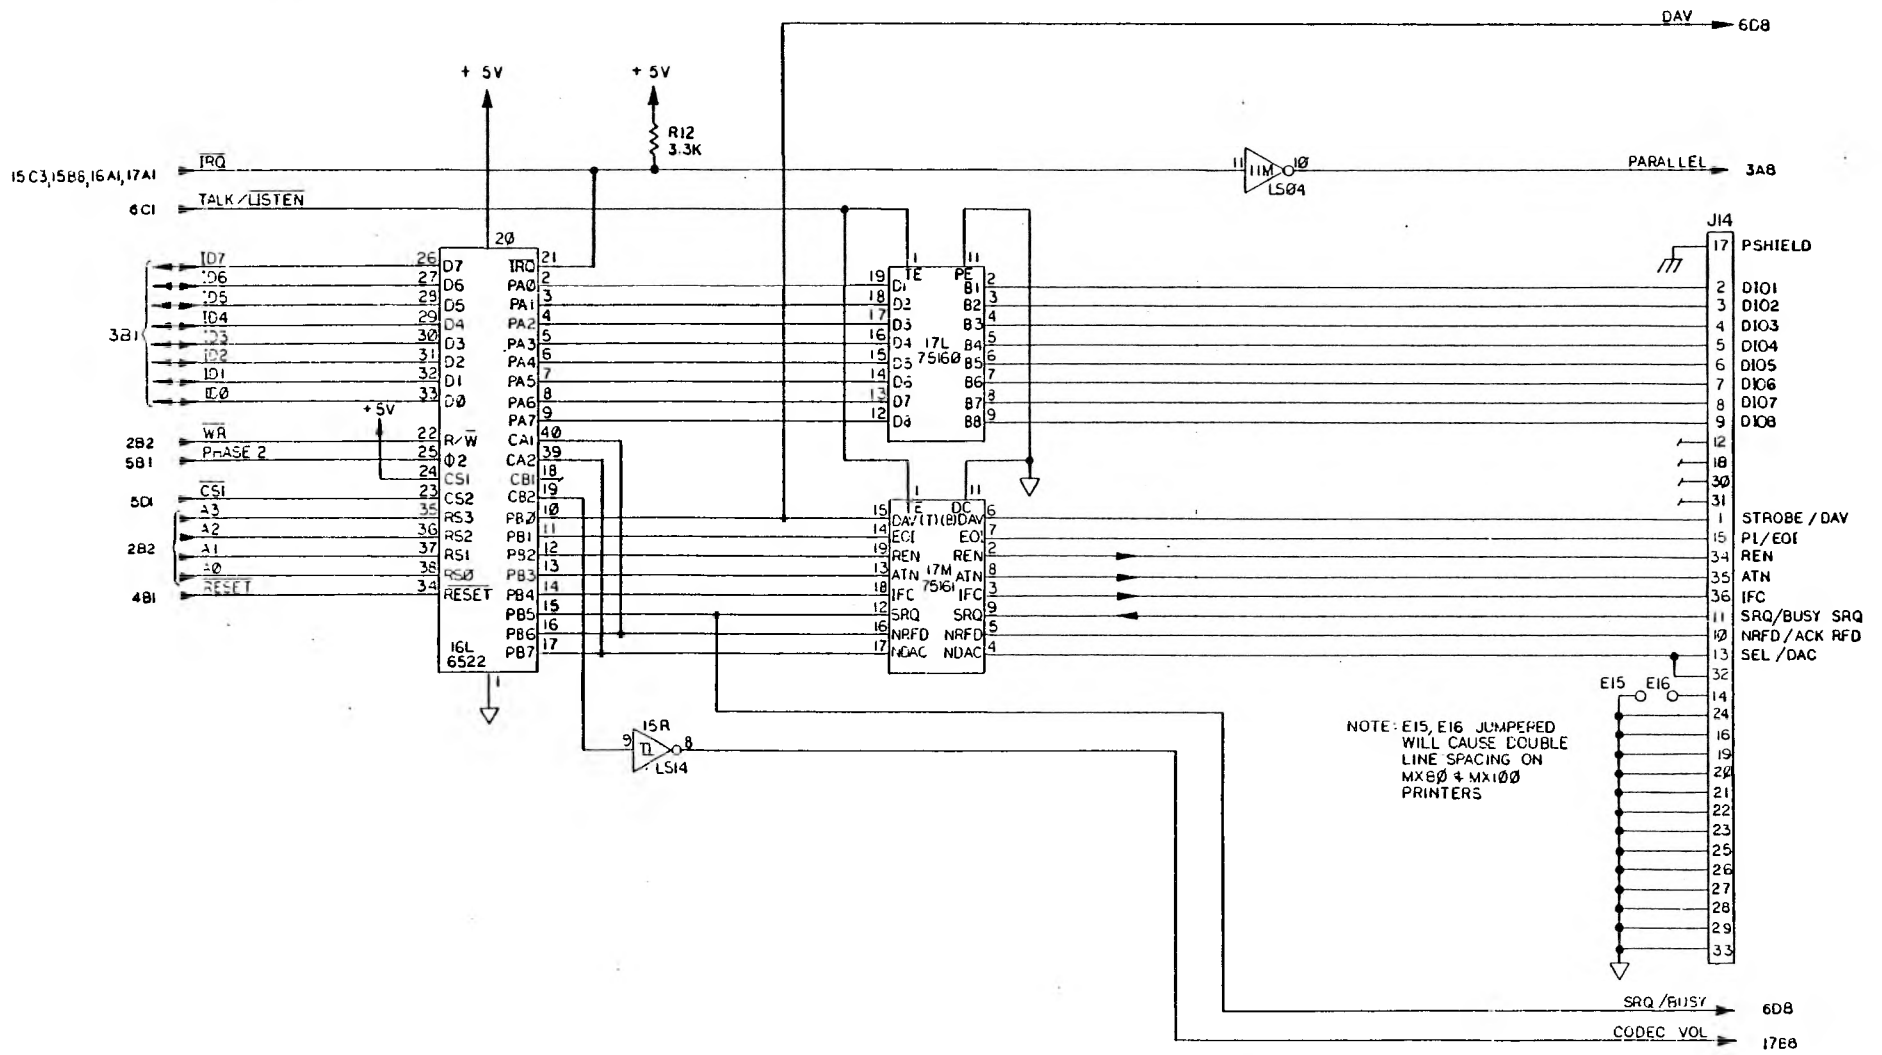 DAV
6D8
+ 5V
+ 5V
R12
3.3K
15C3,15B8,16A1,17A1
IRQ
11
11M
10
LS04
PARALLEL
3A8
6C1
TALK/LISTEN
J14
17 PSHIELD
3B1
ID7
ID6
ID5
ID4
ID3
ID2
ID1
ID0
+5V
2B2
WR
5B1
PHASE 2
5D1
CS1
2B2
A3
A2
A1
A0
4B1
RESET
20
26 D7 IRQ 21
27 D6 PA0 2
28 D5 PA1 3
29 D4 PA2 4
30 D3 PA3 5
31 D2 PA4 6
32 D1 PA5 7
33 D0 PA6 8
PA7 9
22 R/W CA1 40
25 Φ2 CA2 39
24 CS1 CB1 18
23 CS2 CB2 19
35 RS3 PB0 10
36 RS2 PB1 11
37 RS1 PB2 12
38 RS0 PB3 13
34 RESET PB4 14
PB5 15
PB6 16
PB7 17
16L
6522
1
1 11
TE PE
19 D1 B1 2
18 D2 B2 3
17 D3 B3 4
16 D4 B4 5
15 D5 B5 6
14 D6 B6 7
13 D7 B7 8
12 D8 B8 9
17L
75160
1 11
TE DC
15 DAV(T)(B)DAV 6
14 EOI EOI 7
19 REN REN 2
13 ATN ATN 8
18 IFC IFC 3
12 SRQ SRQ 9
16 NRFD NRFD 5
17 NDAC NDAC 4
17M
75161
2 DIO1
3 DIO2
4 DIO3
5 DIO4
6 DIO5
7 DIO6
8 DIO7
9 DIO8
12
18
30
31
1 STROBE / DAV
15 P1/EOI
34 REN
35 ATN
36 IFC
11 SRQ/BUSY SRQ
10 NRFD/ACK RFD
13 SEL /DAC
32
E15 E16
14
24
16
19
20
21
22
23
25
26
27
28
29
33
15R
9
8
LS14
NOTE: E15, E16 JUMPERED
WILL CAUSE DOUBLE
LINE SPACING ON
MX80 & MX100
PRINTERS
SRQ /BUSY
6D8
CODEC VOL
17E8